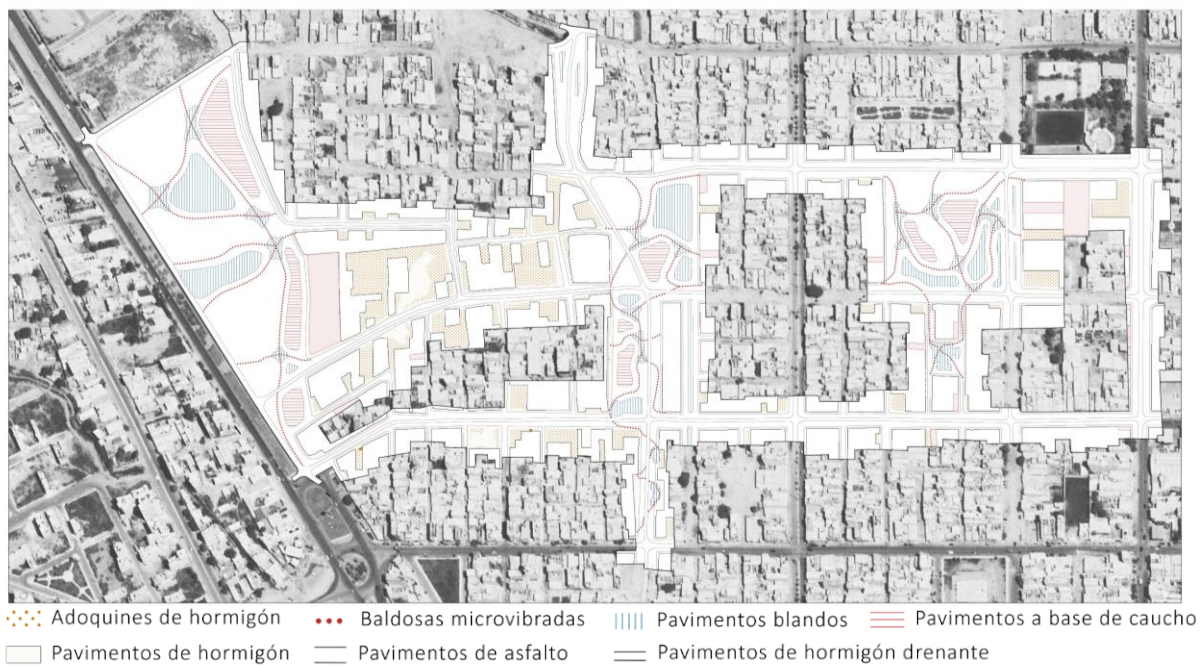 Adoquines de hormigón Baldosas microvibradas Pavimentos blandos Pavimentos a base de caucho
Pavimentos de hormigón Pavimentos de asfalto Pavimentos de hormigón drenante